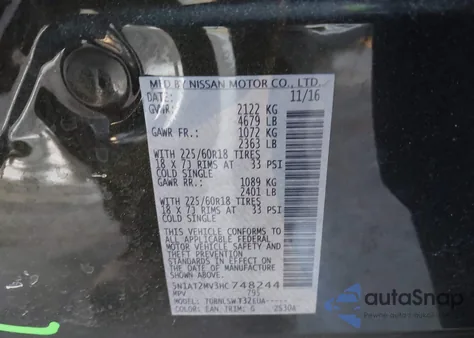 MFD BY NISSAN MOTOR CO., LTD.
DATE: 11/16
GVWR: 2122 KG
4679 LB
GAWR FR.: 1072 KG
2363 LB
WITH 225/60R18 TIRES
18 X 7J RIMS AT 33 PSI
COLD SINGLE
GAWR RR.: 1089 KG
2401 LB
WITH 225/60R18 TIRES
18 X 7J RIMS AT 33 PSI
COLD SINGLE
THIS VEHICLE CONFORMS TO
ALL APPLICABLE FEDERAL
MOTOR VEHICLE SAFETY
AND THEFT PREVENTION
STANDARDS IN EFFECT ON
THE DATE OF MANUFACTURE
SHOWN ABOVE.
5N1AT2MV3HC748244
MPV 791
MODEL:
COLOR: TRIM: G
autoSnap